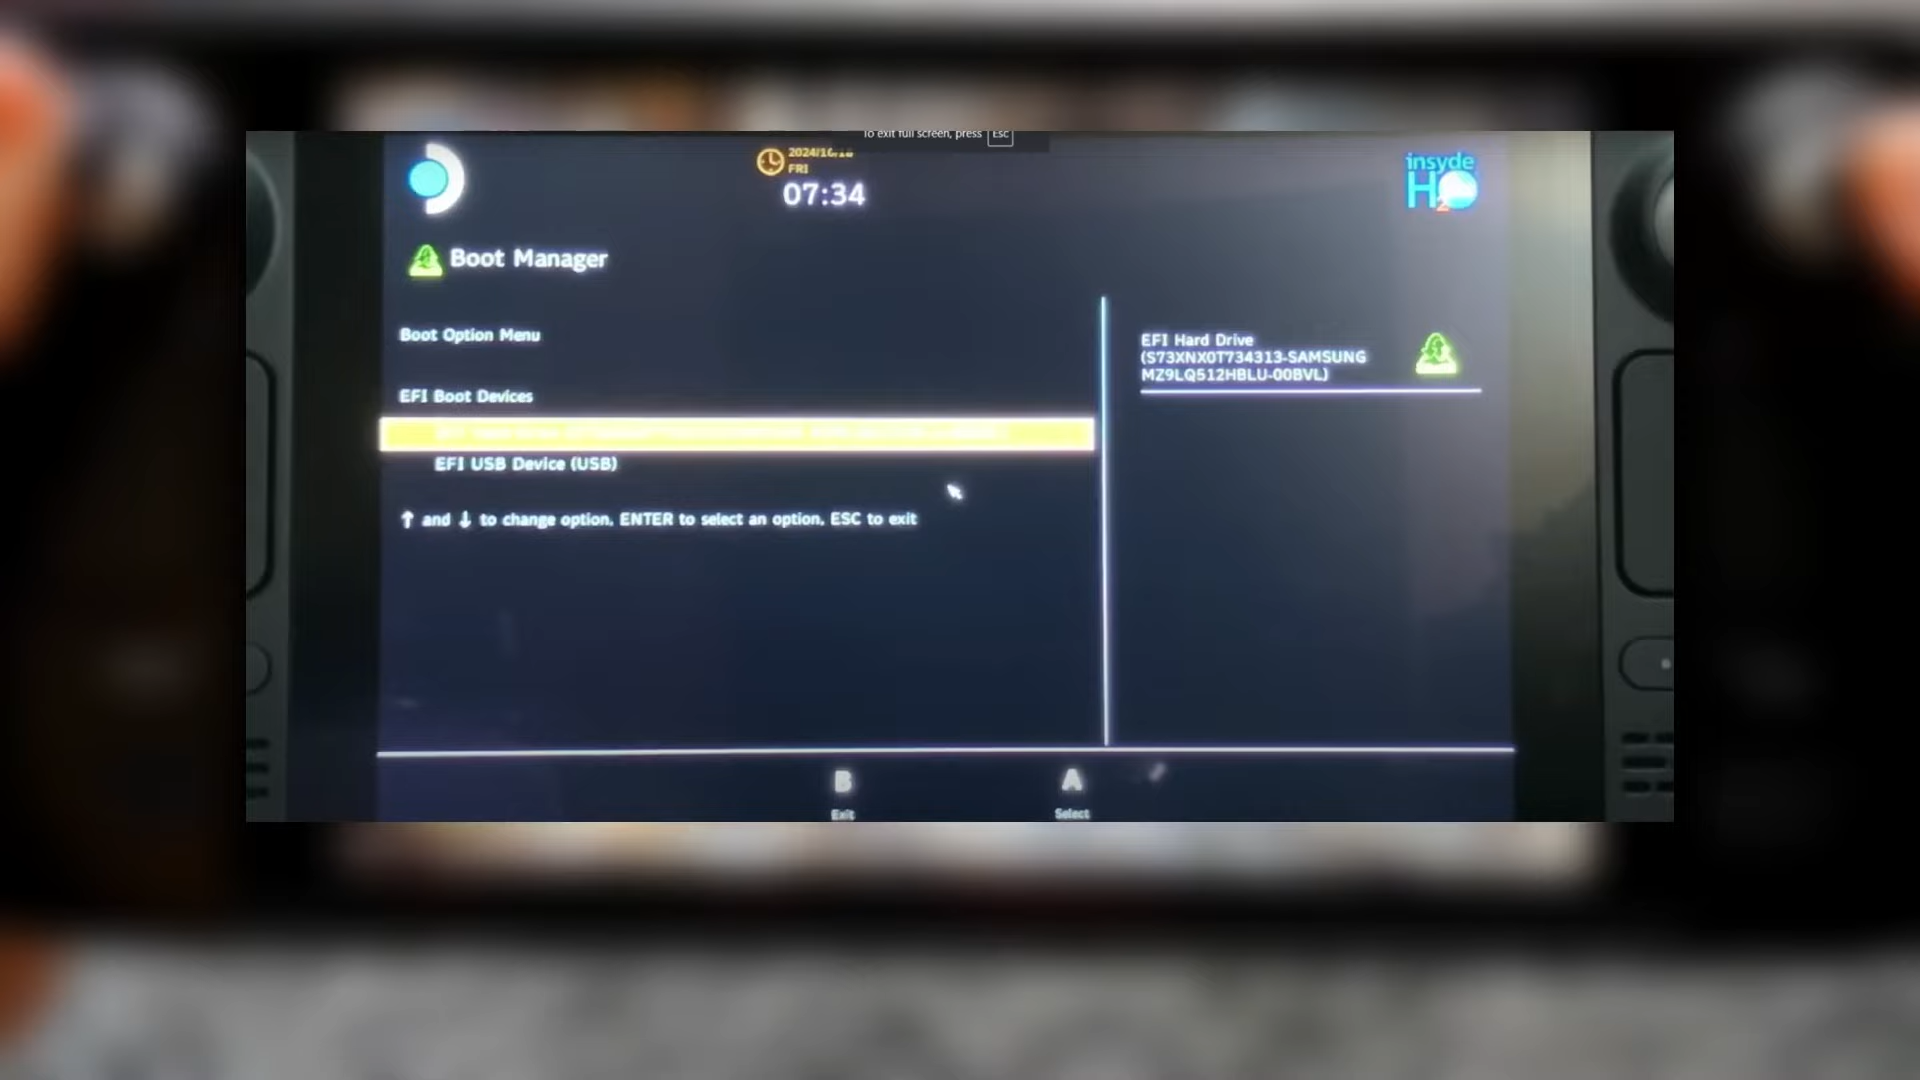 To exit full screen, press Esc
FRI
07:34
insyde
H2O
Boot Manager
Boot Option Menu
EFI Hard Drive
(S73XNX0T734313-SAMSUNG
MZ9LQ512HBLU-00BVL)
EFI Boot Devices
EFI USB Device (USB)
↑ and ↓ to change option, ENTER to select an option, ESC to exit
B
A
Exit
Select